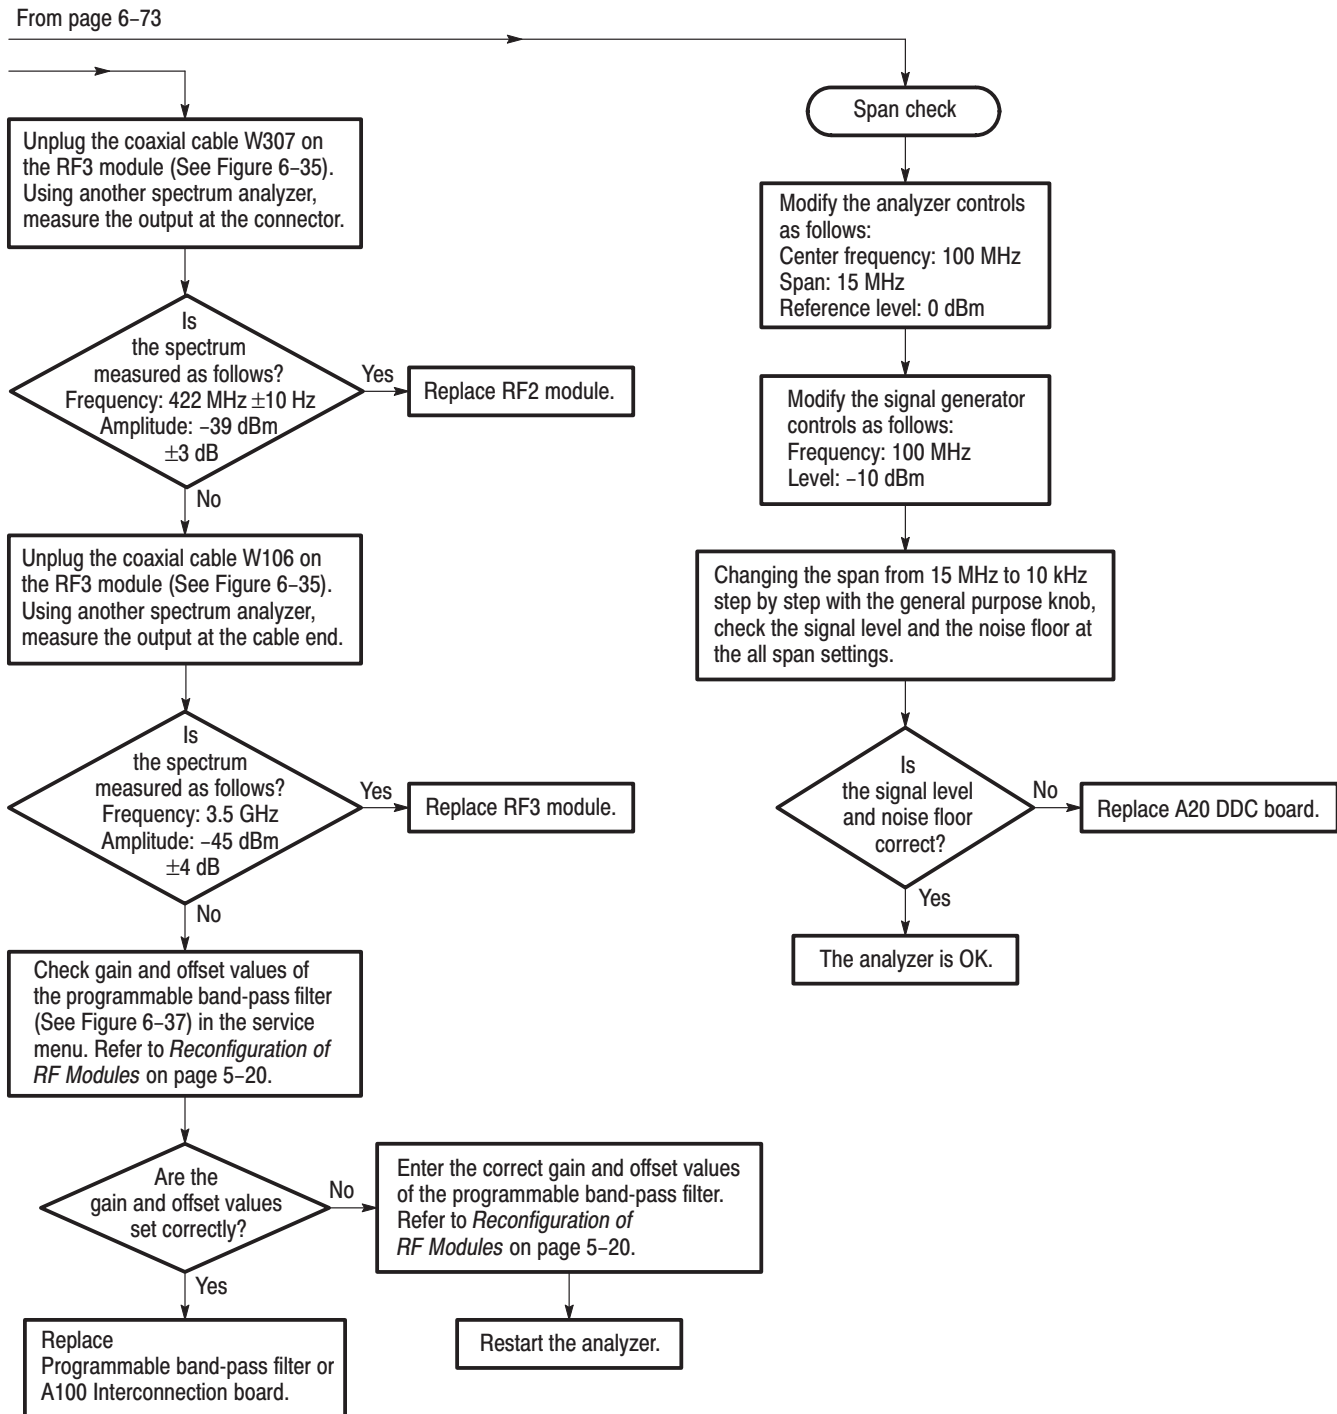 From page 6–73
Unplug the coaxial cable W307 on
the RF3 module (See Figure 6–35).
Using another spectrum analyzer,
measure the output at the connector.
Is
the spectrum
measured as follows?
Frequency: 422 MHz ±10 Hz
Amplitude: –39 dBm
±3 dB
Yes
Replace RF2 module.
No
Unplug the coaxial cable W106 on
the RF3 module (See Figure 6–35).
Using another spectrum analyzer,
measure the output at the cable end.
Is
the spectrum
measured as follows?
Frequency: 3.5 GHz
Amplitude: –45 dBm
±4 dB
Yes
Replace RF3 module.
No
Check gain and offset values of
the programmable band-pass filter
(See Figure 6–37) in the service
menu. Refer to Reconfiguration of
RF Modules on page 5–20.
Are the
gain and offset values
set correctly?
No
Enter the correct gain and offset values
of the programmable band-pass filter.
Refer to Reconfiguration of
RF Modules on page 5–20.
Restart the analyzer.
Yes
Replace
Programmable band-pass filter or
A100 Interconnection board.
Span check
Modify the analyzer controls
as follows:
Center frequency: 100 MHz
Span: 15 MHz
Reference level: 0 dBm
Modify the signal generator
controls as follows:
Frequency: 100 MHz
Level: –10 dBm
Changing the span from 15 MHz to 10 kHz
step by step with the general purpose knob,
check the signal level and the noise floor at
the all span settings.
Is
the signal level
and noise floor
correct?
No
Replace A20 DDC board.
Yes
The analyzer is OK.